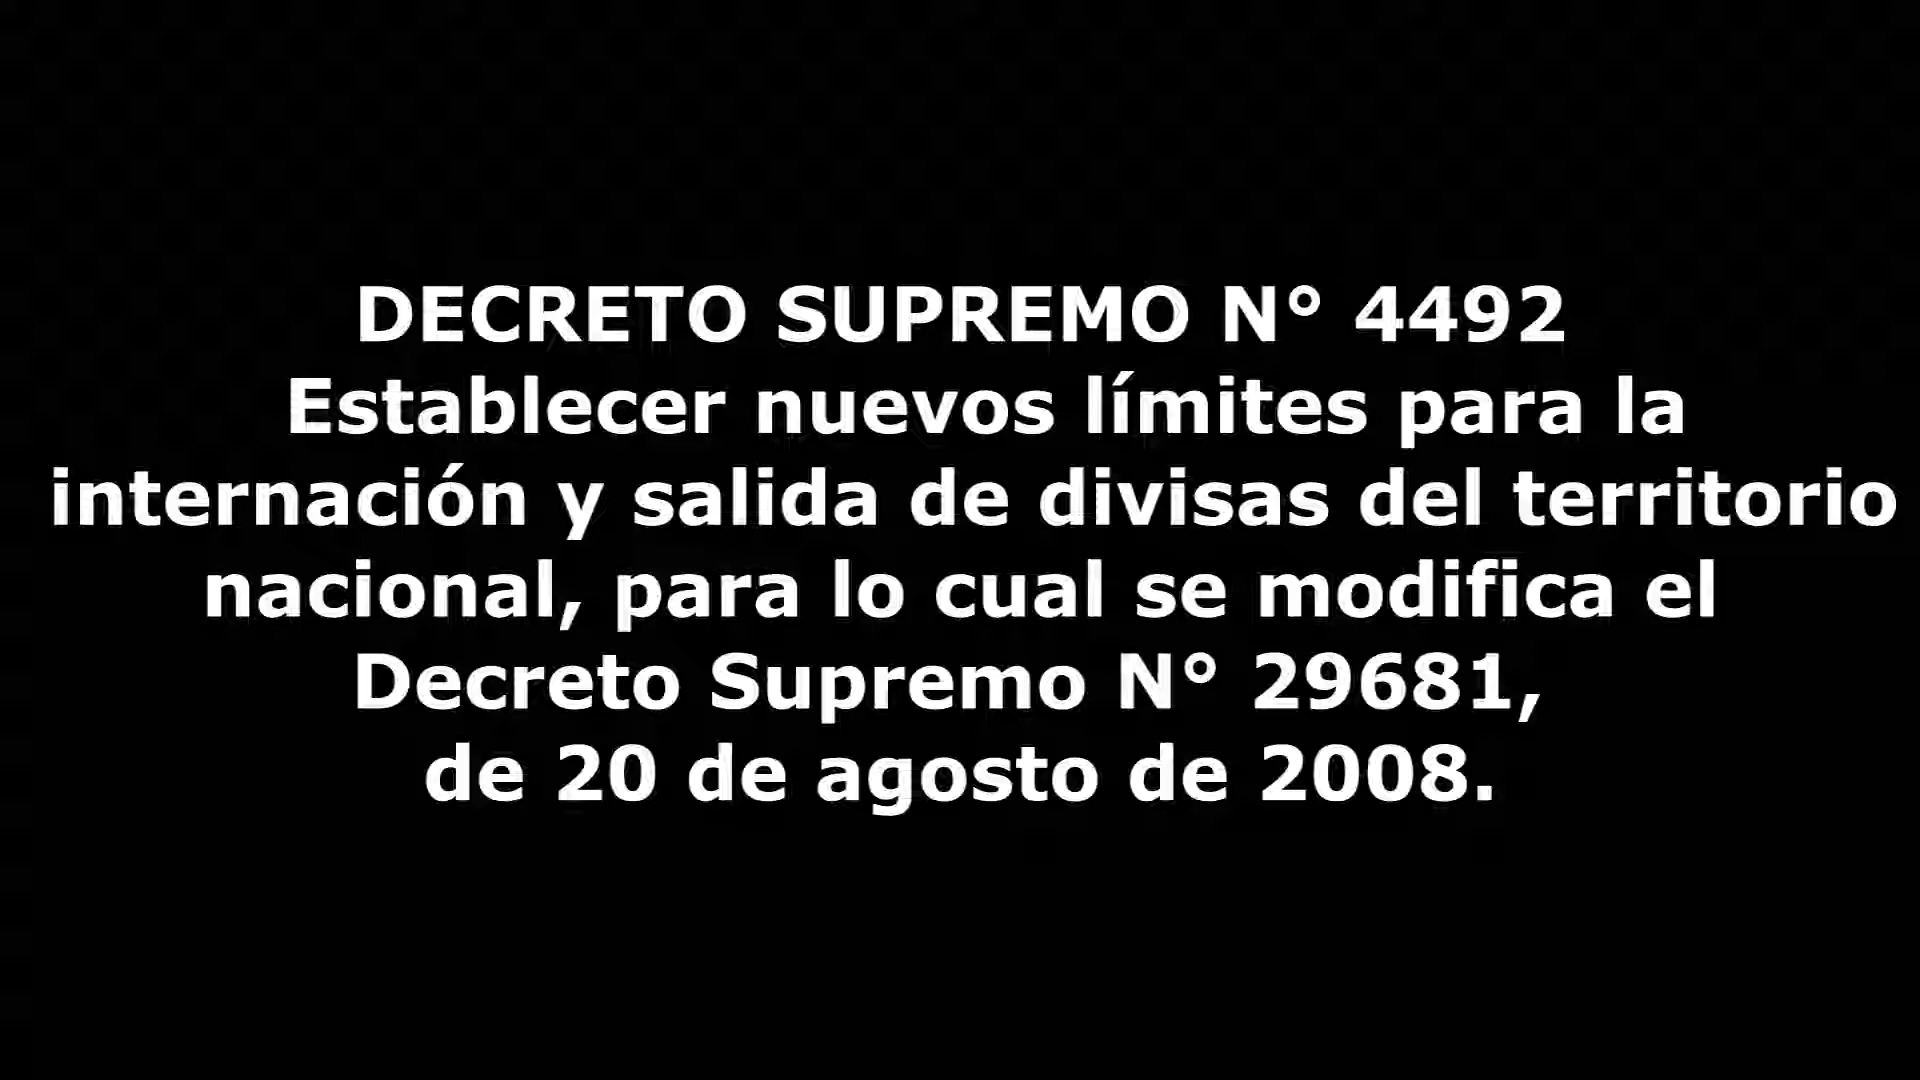 DECRETO SUPREMO N° 4492
Establecer nuevos límites para la
internación y salida de divisas del territorio
nacional, para lo cual se modifica el
Decreto Supremo N° 29681,
de 20 de agosto de 2008.